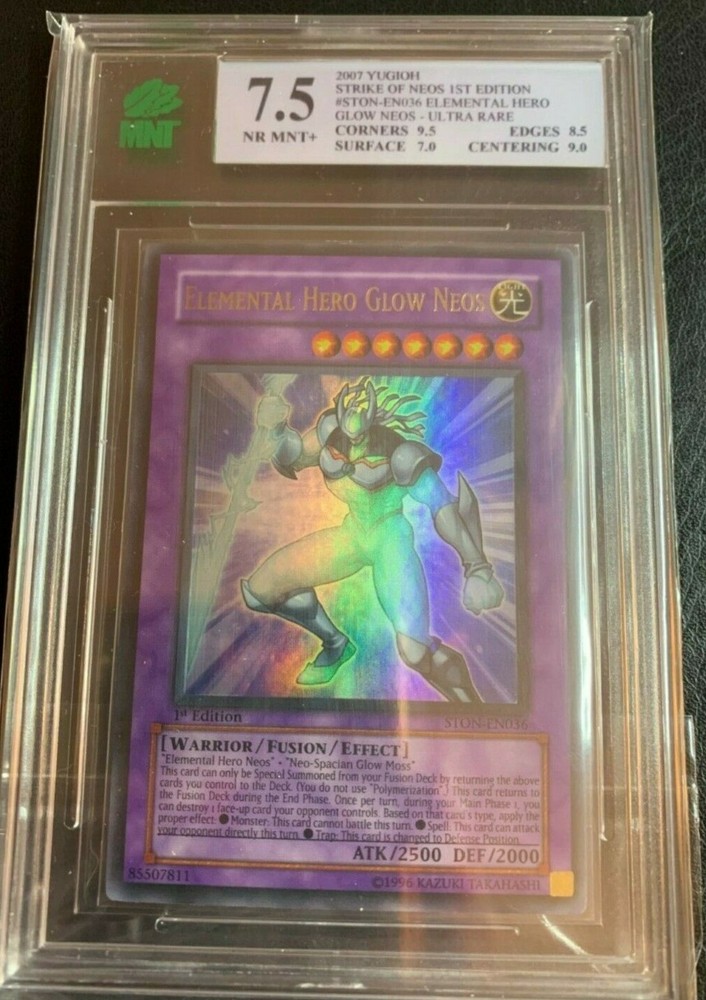 MNT
7.5
NR MNT+
2007 YUGIOH
STRIKE OF NEOS 1ST EDITION
#STON-EN036 ELEMENTAL HERO
GLOW NEOS - ULTRA RARE
CORNERS 9.5 EDGES 8.5
SURFACE 7.0 CENTERING 9.0
ELEMENTAL HERO GLOW NEOS
LIGHT
光
1st Edition
STON-EN036
[WARRIOR/FUSION/EFFECT]
"Elemental Hero Neos" + "Neo-Spacian Glow Moss"
This card can only be Special Summoned from your Fusion Deck by returning the above
cards you control to the Deck. (You do not use "Polymerization".) This card returns to
the Fusion Deck during the End Phase. Once per turn, during your Main Phase 1, you
can destroy 1 face-up card your opponent controls. Based on that card's type, apply the
proper effect: ●Monster: This card cannot battle this turn. ●Spell: This card can attack
your opponent directly this turn. ●Trap: This card is changed to Defense Position.
ATK/2500 DEF/2000
85507811
©1996 KAZUKI TAKAHASHI